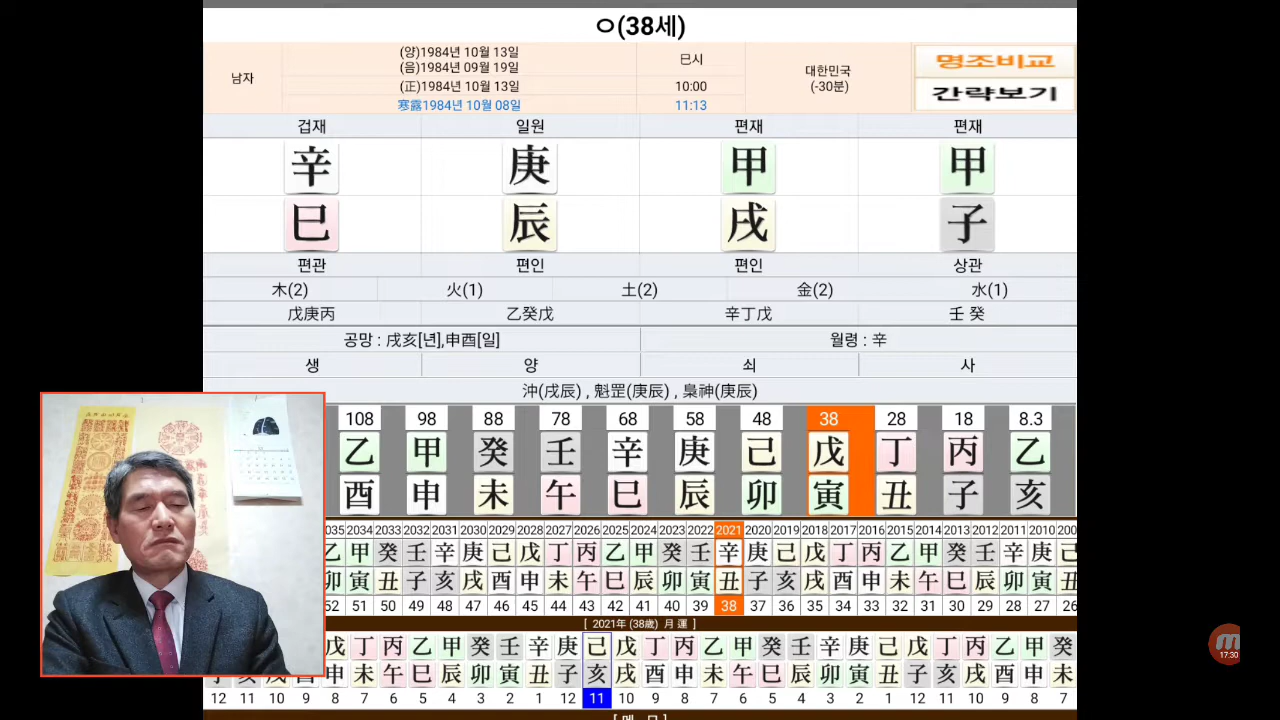 ㅇ(38세)
남자
(양)1984년 10월 13일
(음)1984년 09월 19일
(正)1984년 10월 13일
寒露1984년 10월 08일
巳시
10:00
11:13
대한민국
(-30분)
명조비교
간략보기
겁재 일원 편재 편재
辛 庚 甲 甲
巳 辰 戌 子
편관 편인 편인 상관
木(2) 火(1) 土(2) 金(2) 水(1)
戊庚丙 乙癸戊 辛丁戊 壬 癸
공망 : 戌亥[년],申酉[일] 월령 : 辛
생 양 쇠 사
沖(戌辰) , 魁罡(庚辰) , 梟神(庚辰)
108 98 88 78 68 58 48 38 28 18 8.3
乙 甲 癸 壬 辛 庚 己 戊 丁 丙 乙
酉 申 未 午 巳 辰 卯 寅 丑 子 亥
035 2034 2033 2032 2031 2030 2029 2028 2027 2026 2025 2024 2023 2022 2021 2020 2019 2018 2017 2016 2015 2014 2013 2012 2011 2010 200
乙 甲 癸 壬 辛 庚 己 戊 丁 丙 乙 甲 癸 壬 辛 庚 己 戊 丁 丙 乙 甲 癸 壬 辛 庚 己
卯 寅 丑 子 亥 戌 酉 申 未 午 巳 辰 卯 寅 丑 子 亥 戌 酉 申 未 午 巳 辰 卯 寅 丑
52 51 50 49 48 47 46 45 44 43 42 41 40 39 38 37 36 35 34 33 32 31 30 29 28 27 26
[ 2021年 (38歲) 月 運 ]
戊 丁 丙 乙 甲 癸 壬 辛 庚 己 戊 丁 丙 乙 甲 癸 壬 辛 庚 己 戊 丁 丙 乙 甲 癸
申 未 午 巳 辰 卯 寅 丑 子 亥 戌 酉 申 未 午 巳 辰 卯 寅 丑 子 亥 戌 酉 申 未
12 11 10 9 8 7 6 5 4 3 2 1 12 11 10 9 8 7 6 5 4 3 2 1 12 11 10 9 8 7
17:30